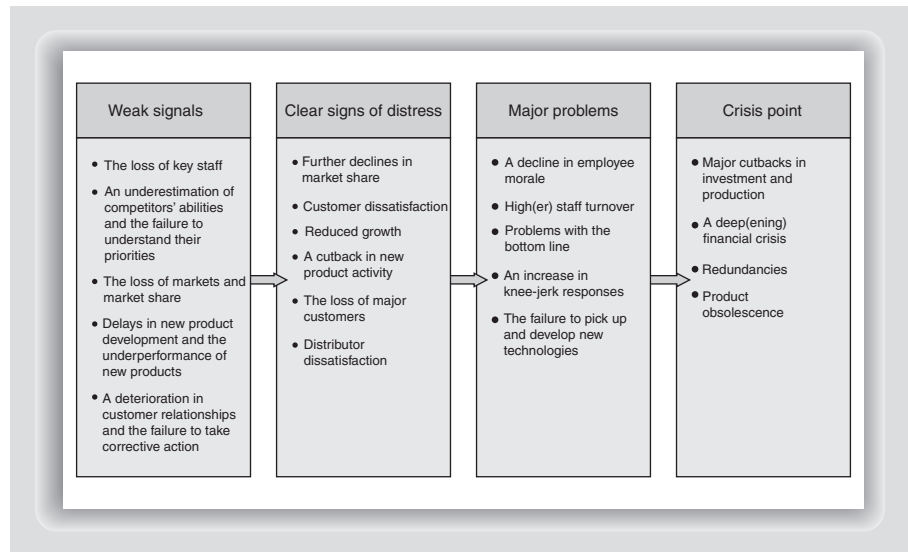 Weak signals
• The loss of key staff
• An underestimation of
competitors' abilities
and the failure to
understand their
priorities
• The loss of markets and
market share
• Delays in new product
development and the
underperformance of
new products
• A deterioration in
customer relationships
and the failure to take
corrective action
Clear signs of distress
• Further declines in
market share
• Customer dissatisfaction
• Reduced growth
• A cutback in new
product activity
• The loss of major
customers
• Distributor
dissatisfaction
Major problems
• A decline in employee
morale
• High(er) staff turnover
• Problems with the
bottom line
• An increase in
knee-jerk responses
• The failure to pick up
and develop new
technologies
Crisis point
• Major cutbacks in
investment and
production
• A deep(ening)
financial crisis
• Redundancies
• Product
obsolescence